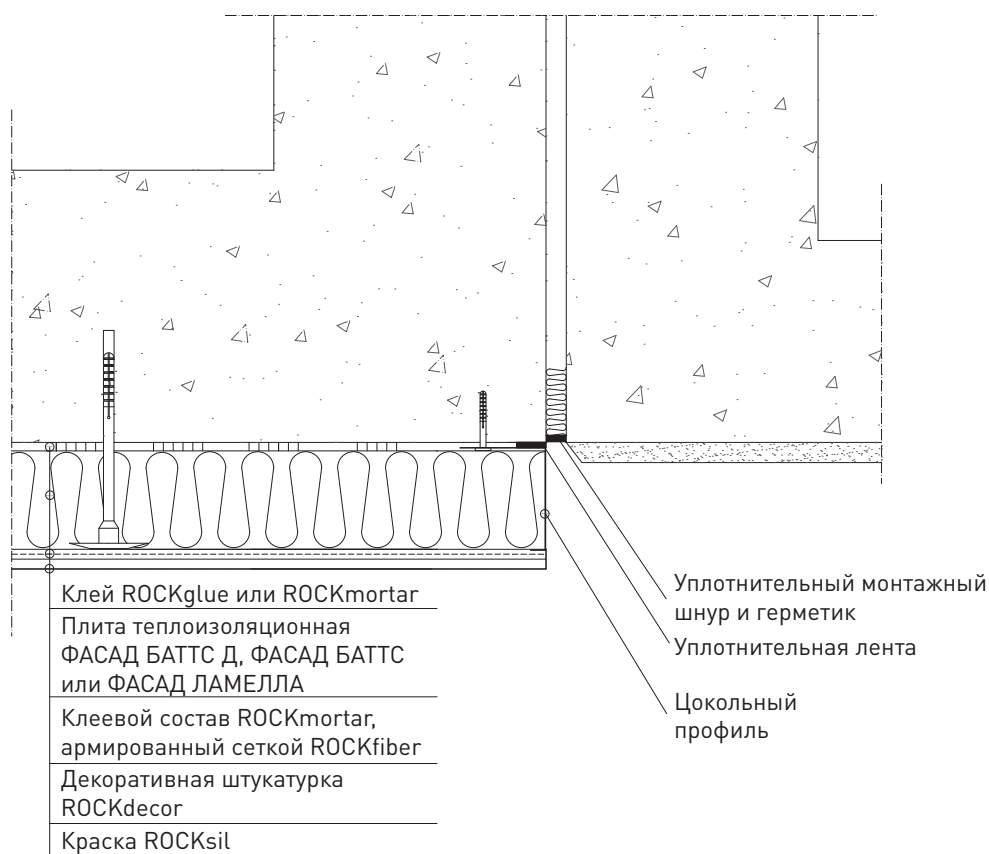 Клей ROCKglue или ROCKmortar
Плита теплоизоляционная
ФАСАД БАТТС Д, ФАСАД БАТТС
или ФАСАД ЛАМЕЛЛА
Клеевой состав ROCKmortar,
армированный сеткой ROCKfiber
Декоративная штукатурка
ROCKdecor
Краска ROCKsil
Уплотнительный монтажный
шнур и герметик
Уплотнительная лента
Цокольный
профиль